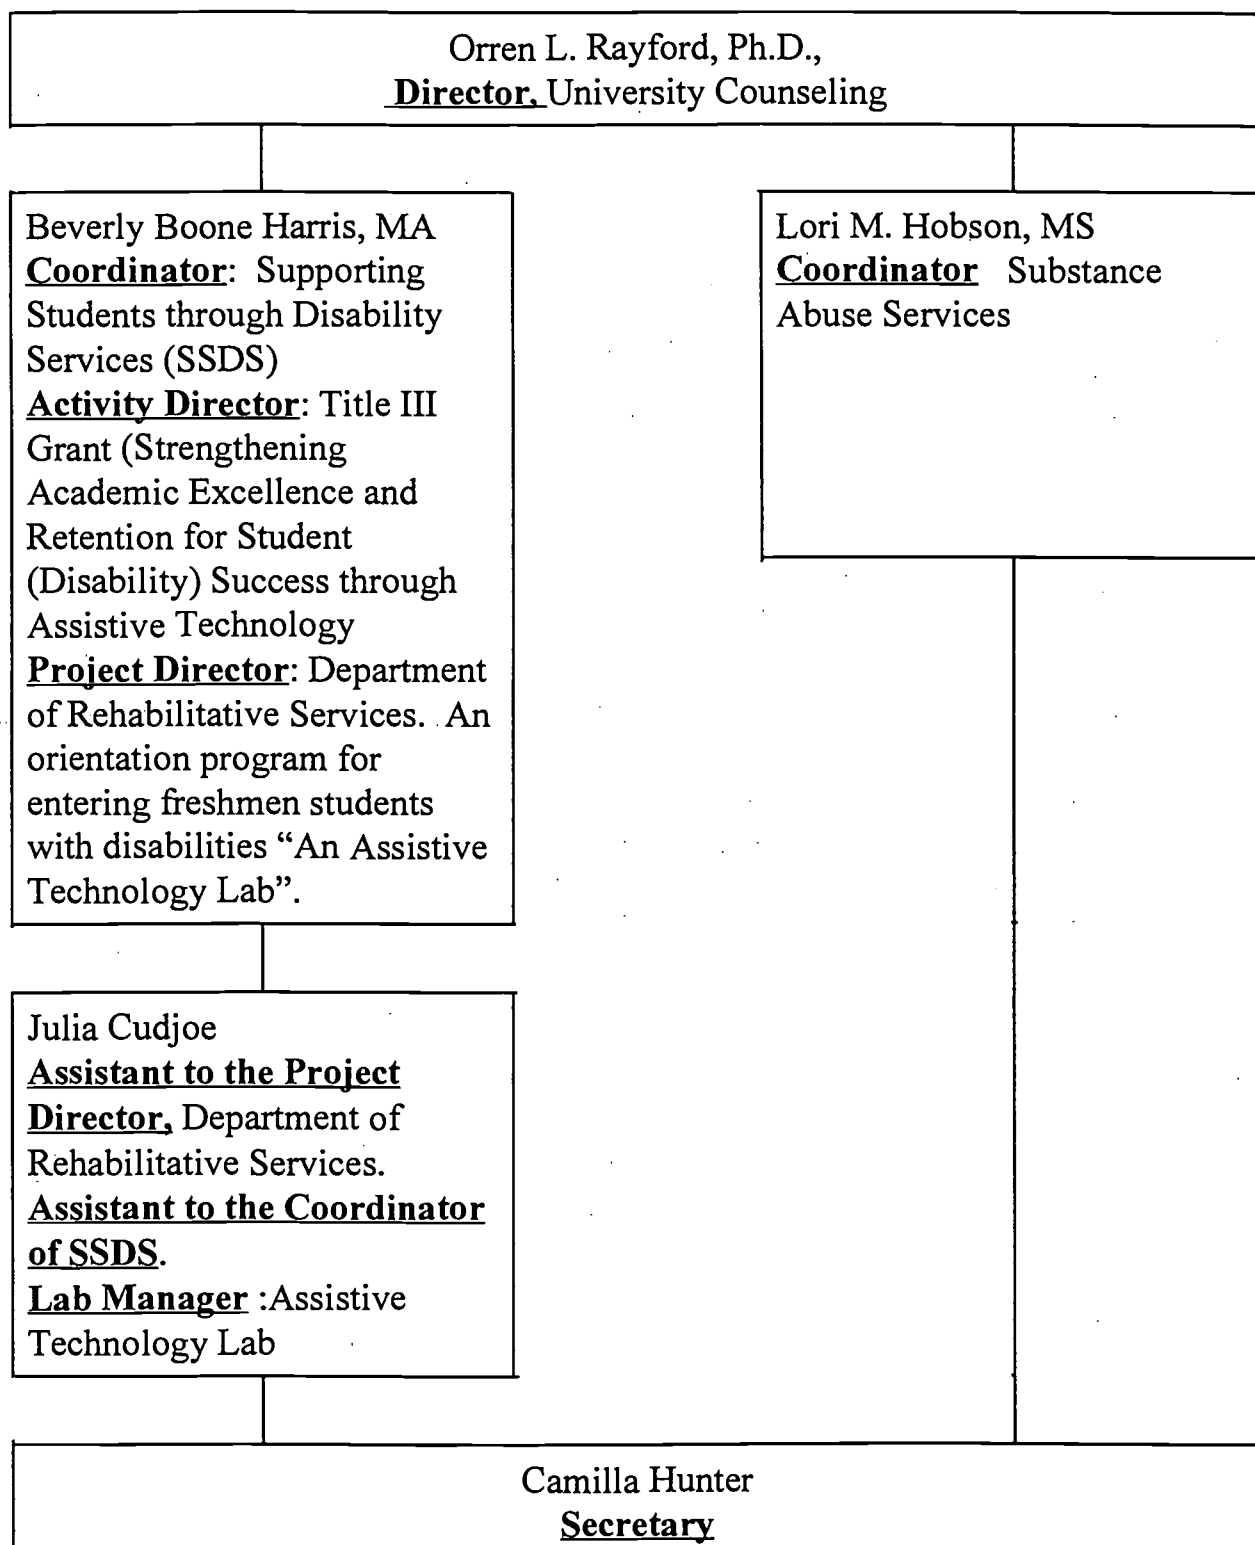 Orren L. Rayford, Ph.D.,
Director, University Counseling
Beverly Boone Harris, MA
Coordinator: Supporting
Students through Disability
Services (SSDS)
Activity Director: Title III
Grant (Strengthening
Academic Excellence and
Retention for Student
(Disability) Success through
Assistive Technology
Project Director: Department
of Rehabilitative Services. An
orientation program for
entering freshmen students
with disabilities “An Assistive
Technology Lab”.
Lori M. Hobson, MS
Coordinator Substance
Abuse Services
Julia Cudjoe
Assistant to the Project
Director, Department of
Rehabilitative Services.
Assistant to the Coordinator
of SSDS.
Lab Manager :Assistive
Technology Lab
Camilla Hunter
Secretary